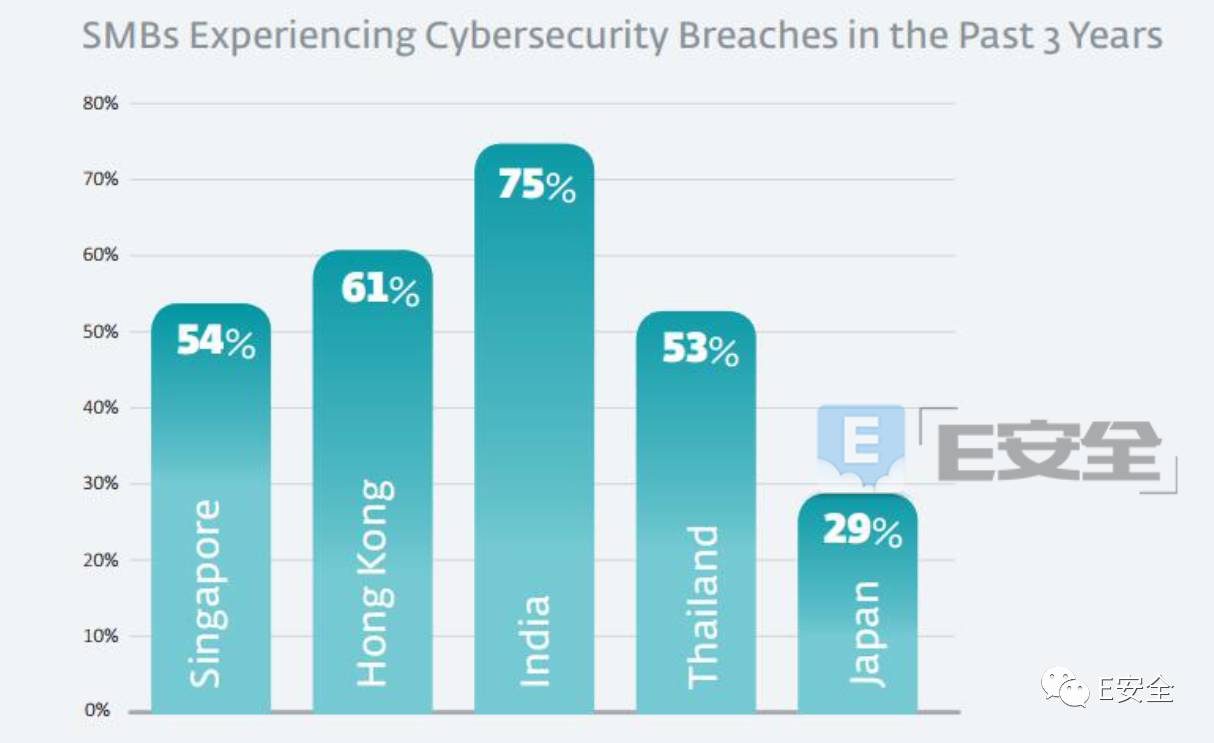 SMBs Experiencing Cybersecurity Breaches in the Past 3 Years
80%
70%
60%
50%
40%
30%
20%
10%
0%
54%
Singapore
61%
Hong Kong
75%
India
53%
Thailand
29%
Japan
E
E安全
E安全